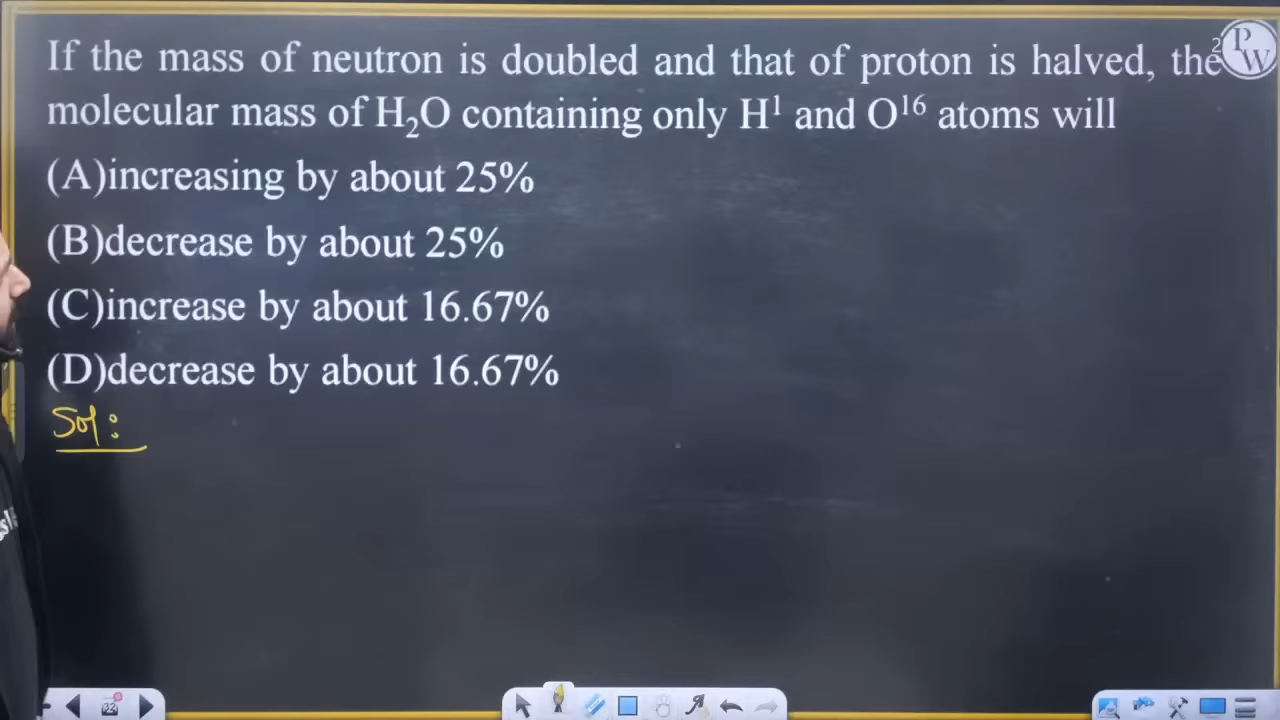 If the mass of neutron is doubled and that of proton is halved, the
molecular mass of H₂O containing only H¹ and O¹⁶ atoms will
(A)increasing by about 25%
(B)decrease by about 25%
(C)increase by about 16.67%
(D)decrease by about 16.67%
Sol:
PW
32